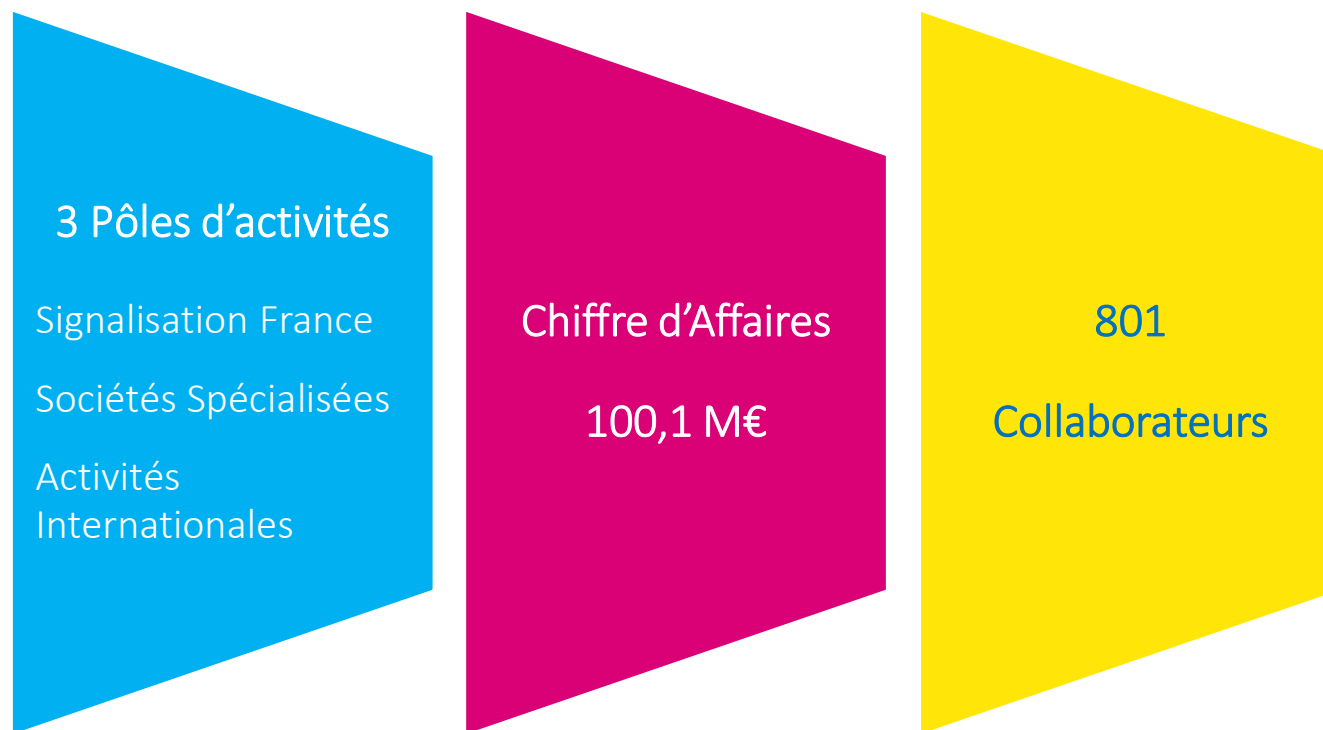 3 Pôles d’activités
Signalisation France
Sociétés Spécialisées
Activités
Internationales
Chiffre d’Affaires
100,1 M€
801
Collaborateurs